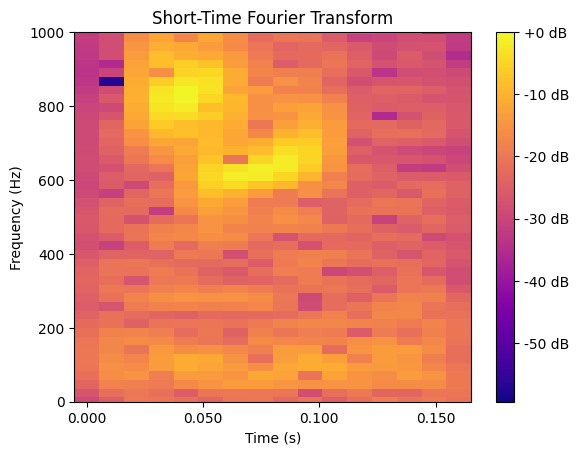 Short-Time Fourier Transform
1000
800
600
400
200
0
Frequency (Hz)
0.000
0.050
0.100
0.150
Time (s)
+0 dB
-10 dB
-20 dB
-30 dB
-40 dB
-50 dB